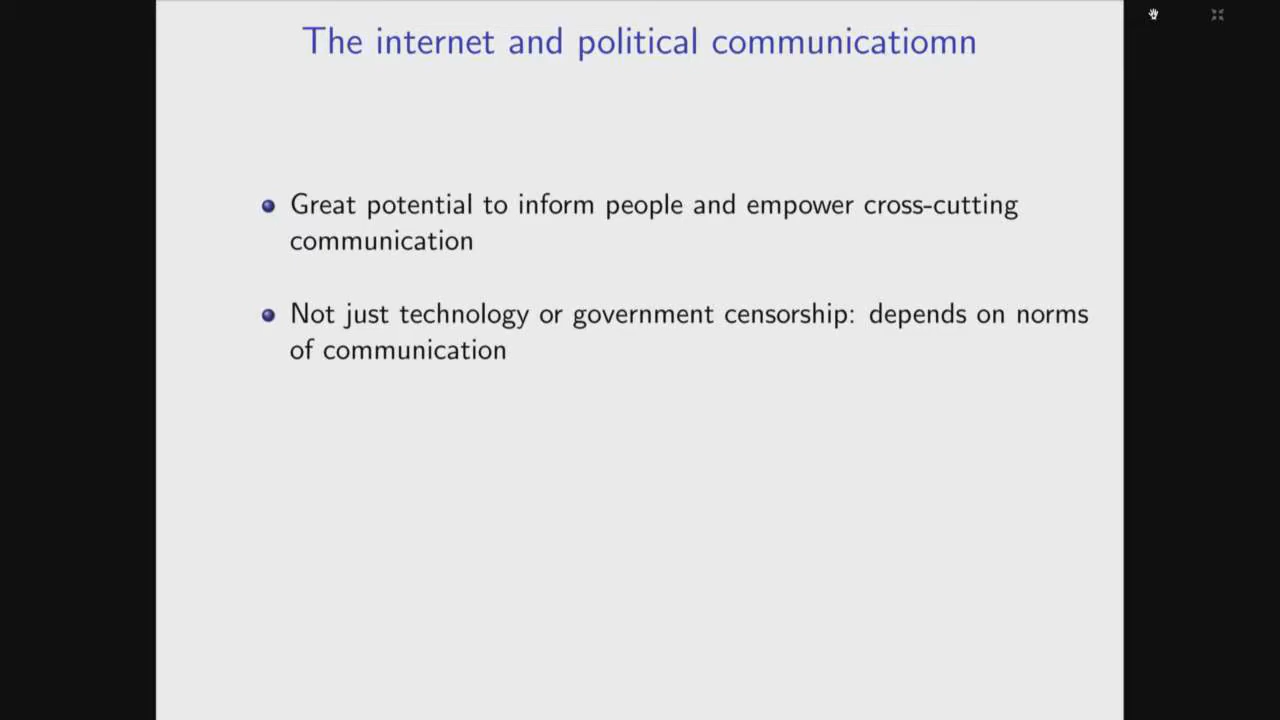 The internet and political communicatiomn
Great potential to inform people and empower cross-cutting
communication
Not just technology or government censorship: depends on norms
of communication